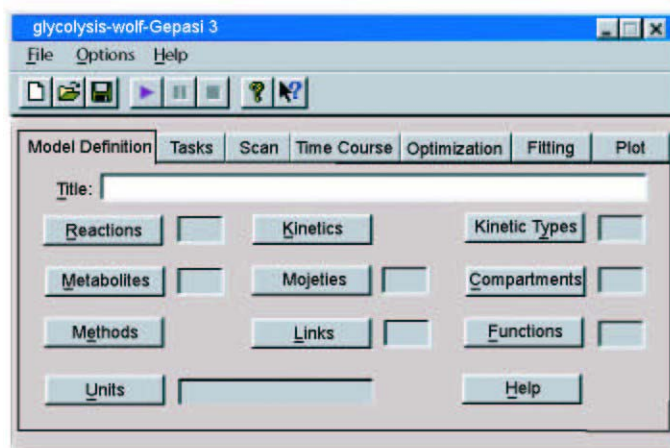 glycolysis-wolf-Gepasi 3
File Options Help
Model Definition Tasks Scan Time Course Optimization Fitting Plot
Title:
Reactions Kinetics Kinetic Types
Metabolites Mojeties Compartments
Methods Links Functions
Units Help